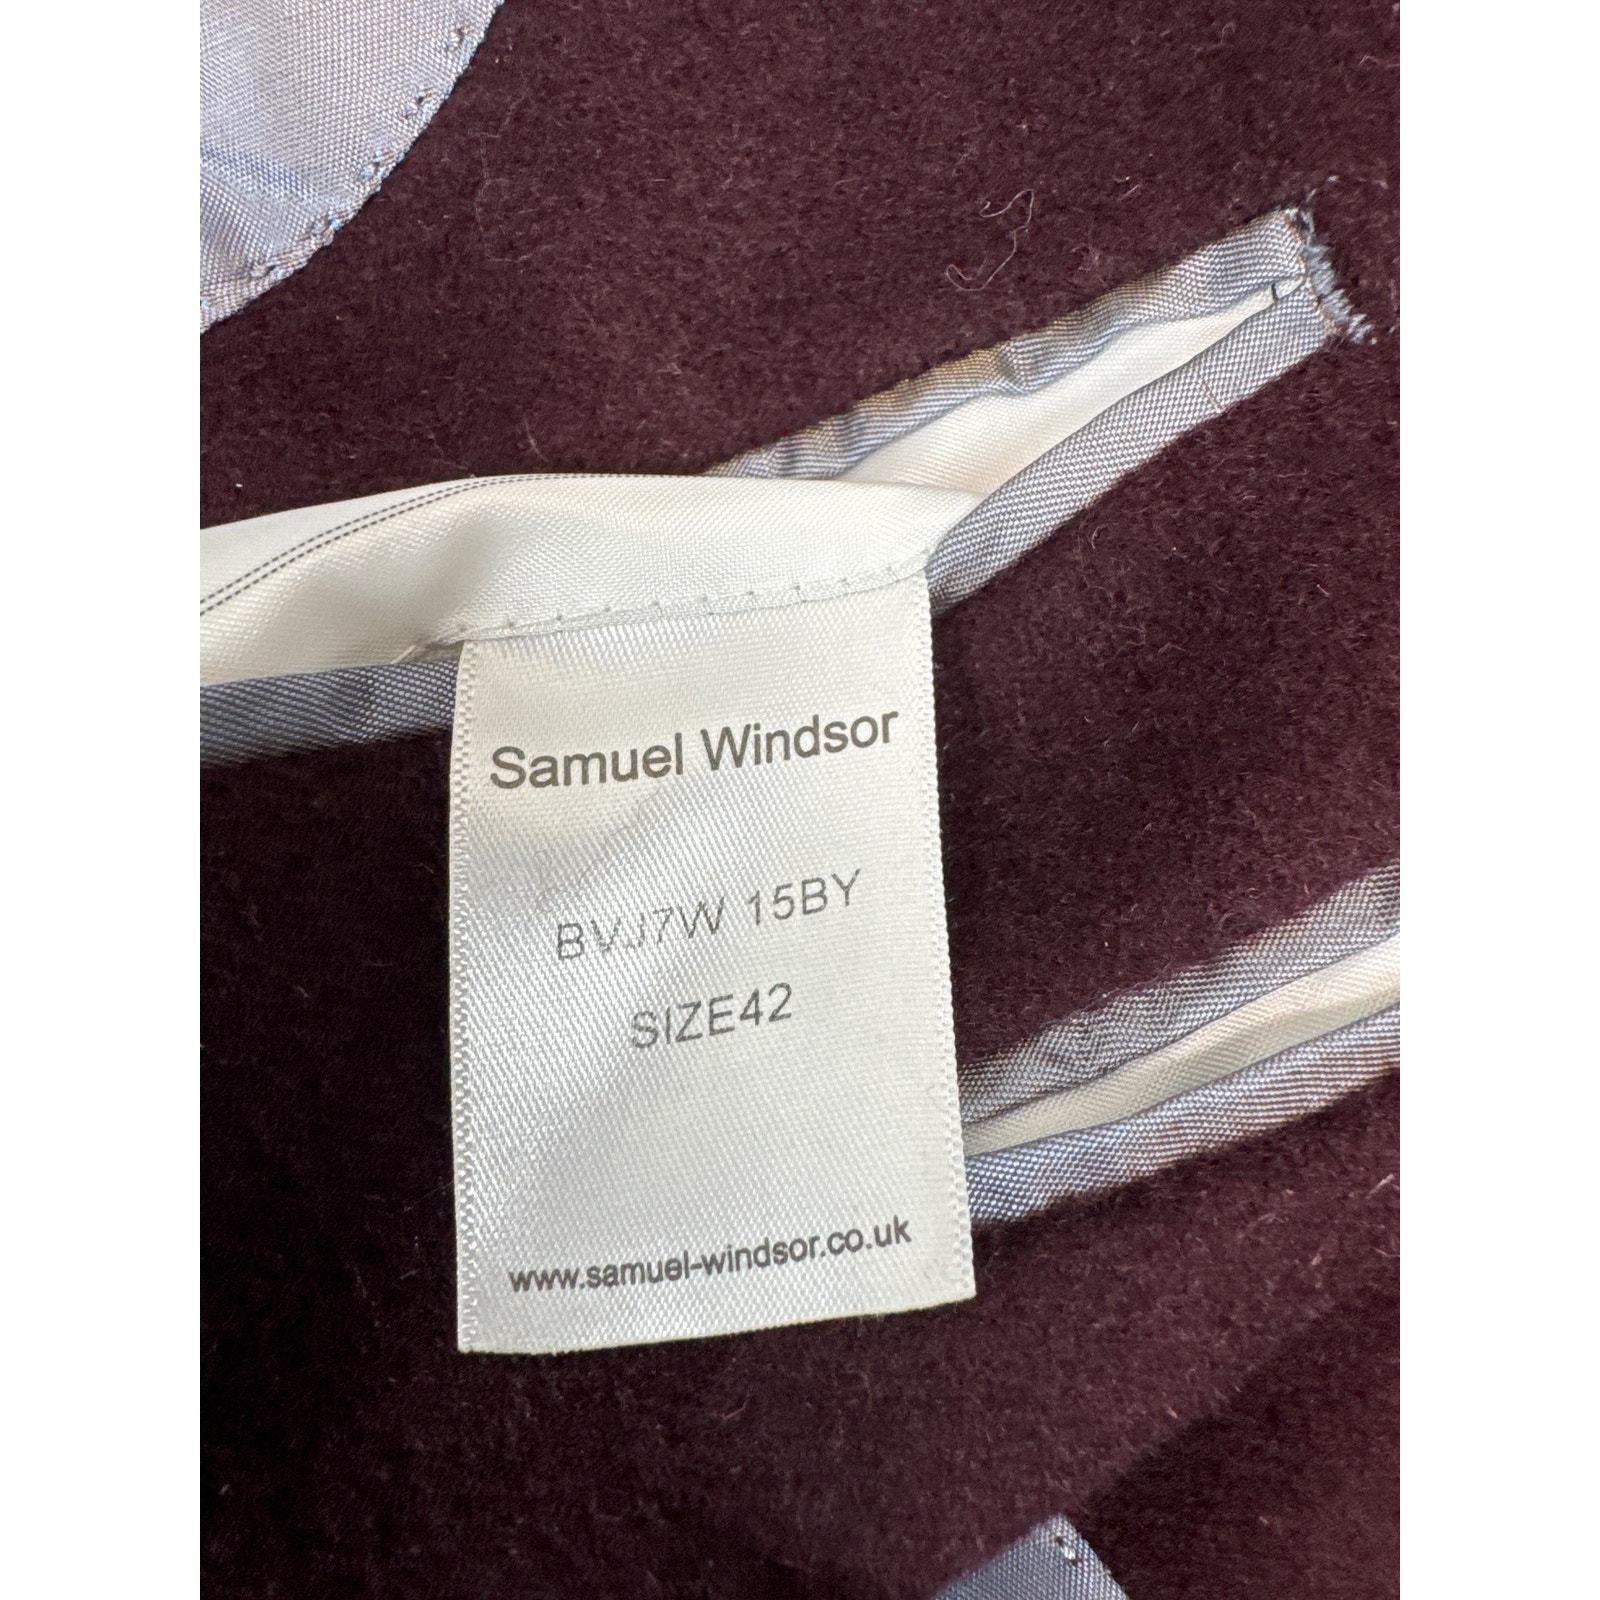 Samuel Windsor
BVJ7W 15BY
SIZE42
www.samuel-windsor.co.uk